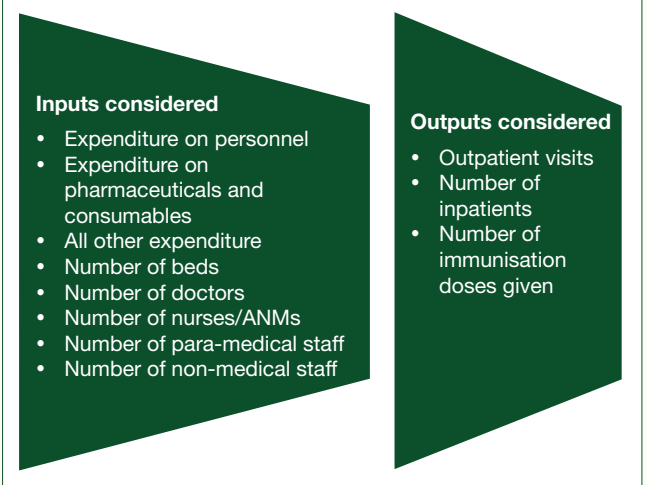 Inputs considered
• Expenditure on personnel
• Expenditure on
pharmaceuticals and
consumables
• All other expenditure
• Number of beds
• Number of doctors
• Number of nurses/ANMs
• Number of para-medical staff
• Number of non-medical staff
Outputs considered
• Outpatient visits
• Number of
inpatients
• Number of
immunisation
doses given